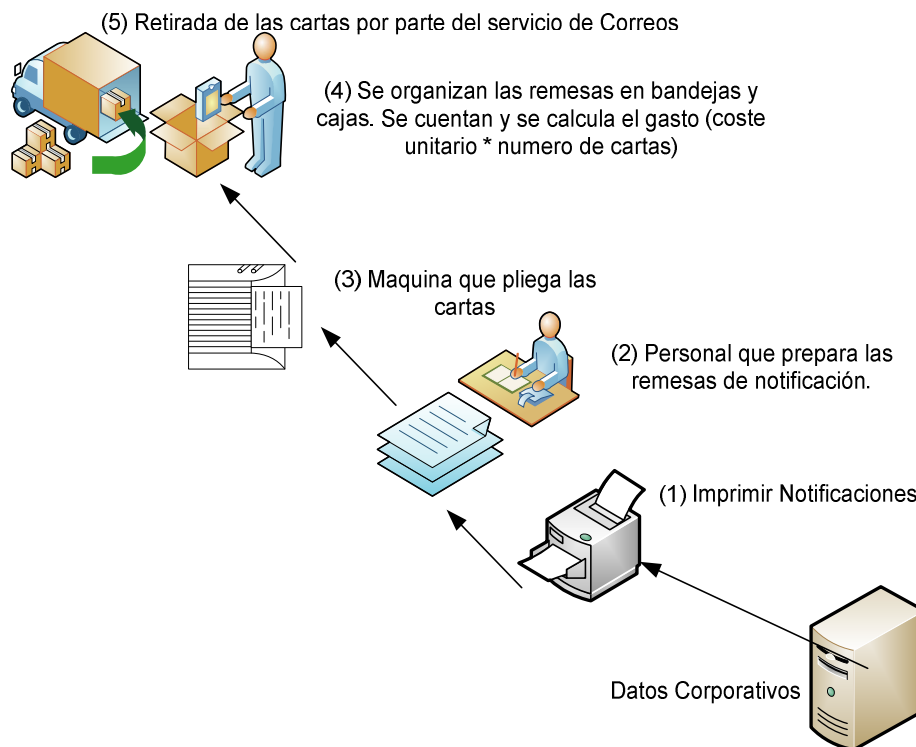 (5) Retirada de las cartas por parte del servicio de Correos
(4) Se organizan las remesas en bandejas y
cajas. Se cuentan y se calcula el gasto (coste
unitario * numero de cartas)
(3) Maquina que pliega las
cartas
(2) Personal que prepara las
remesas de notificación.
(1) Imprimir Notificaciones
Datos Corporativos